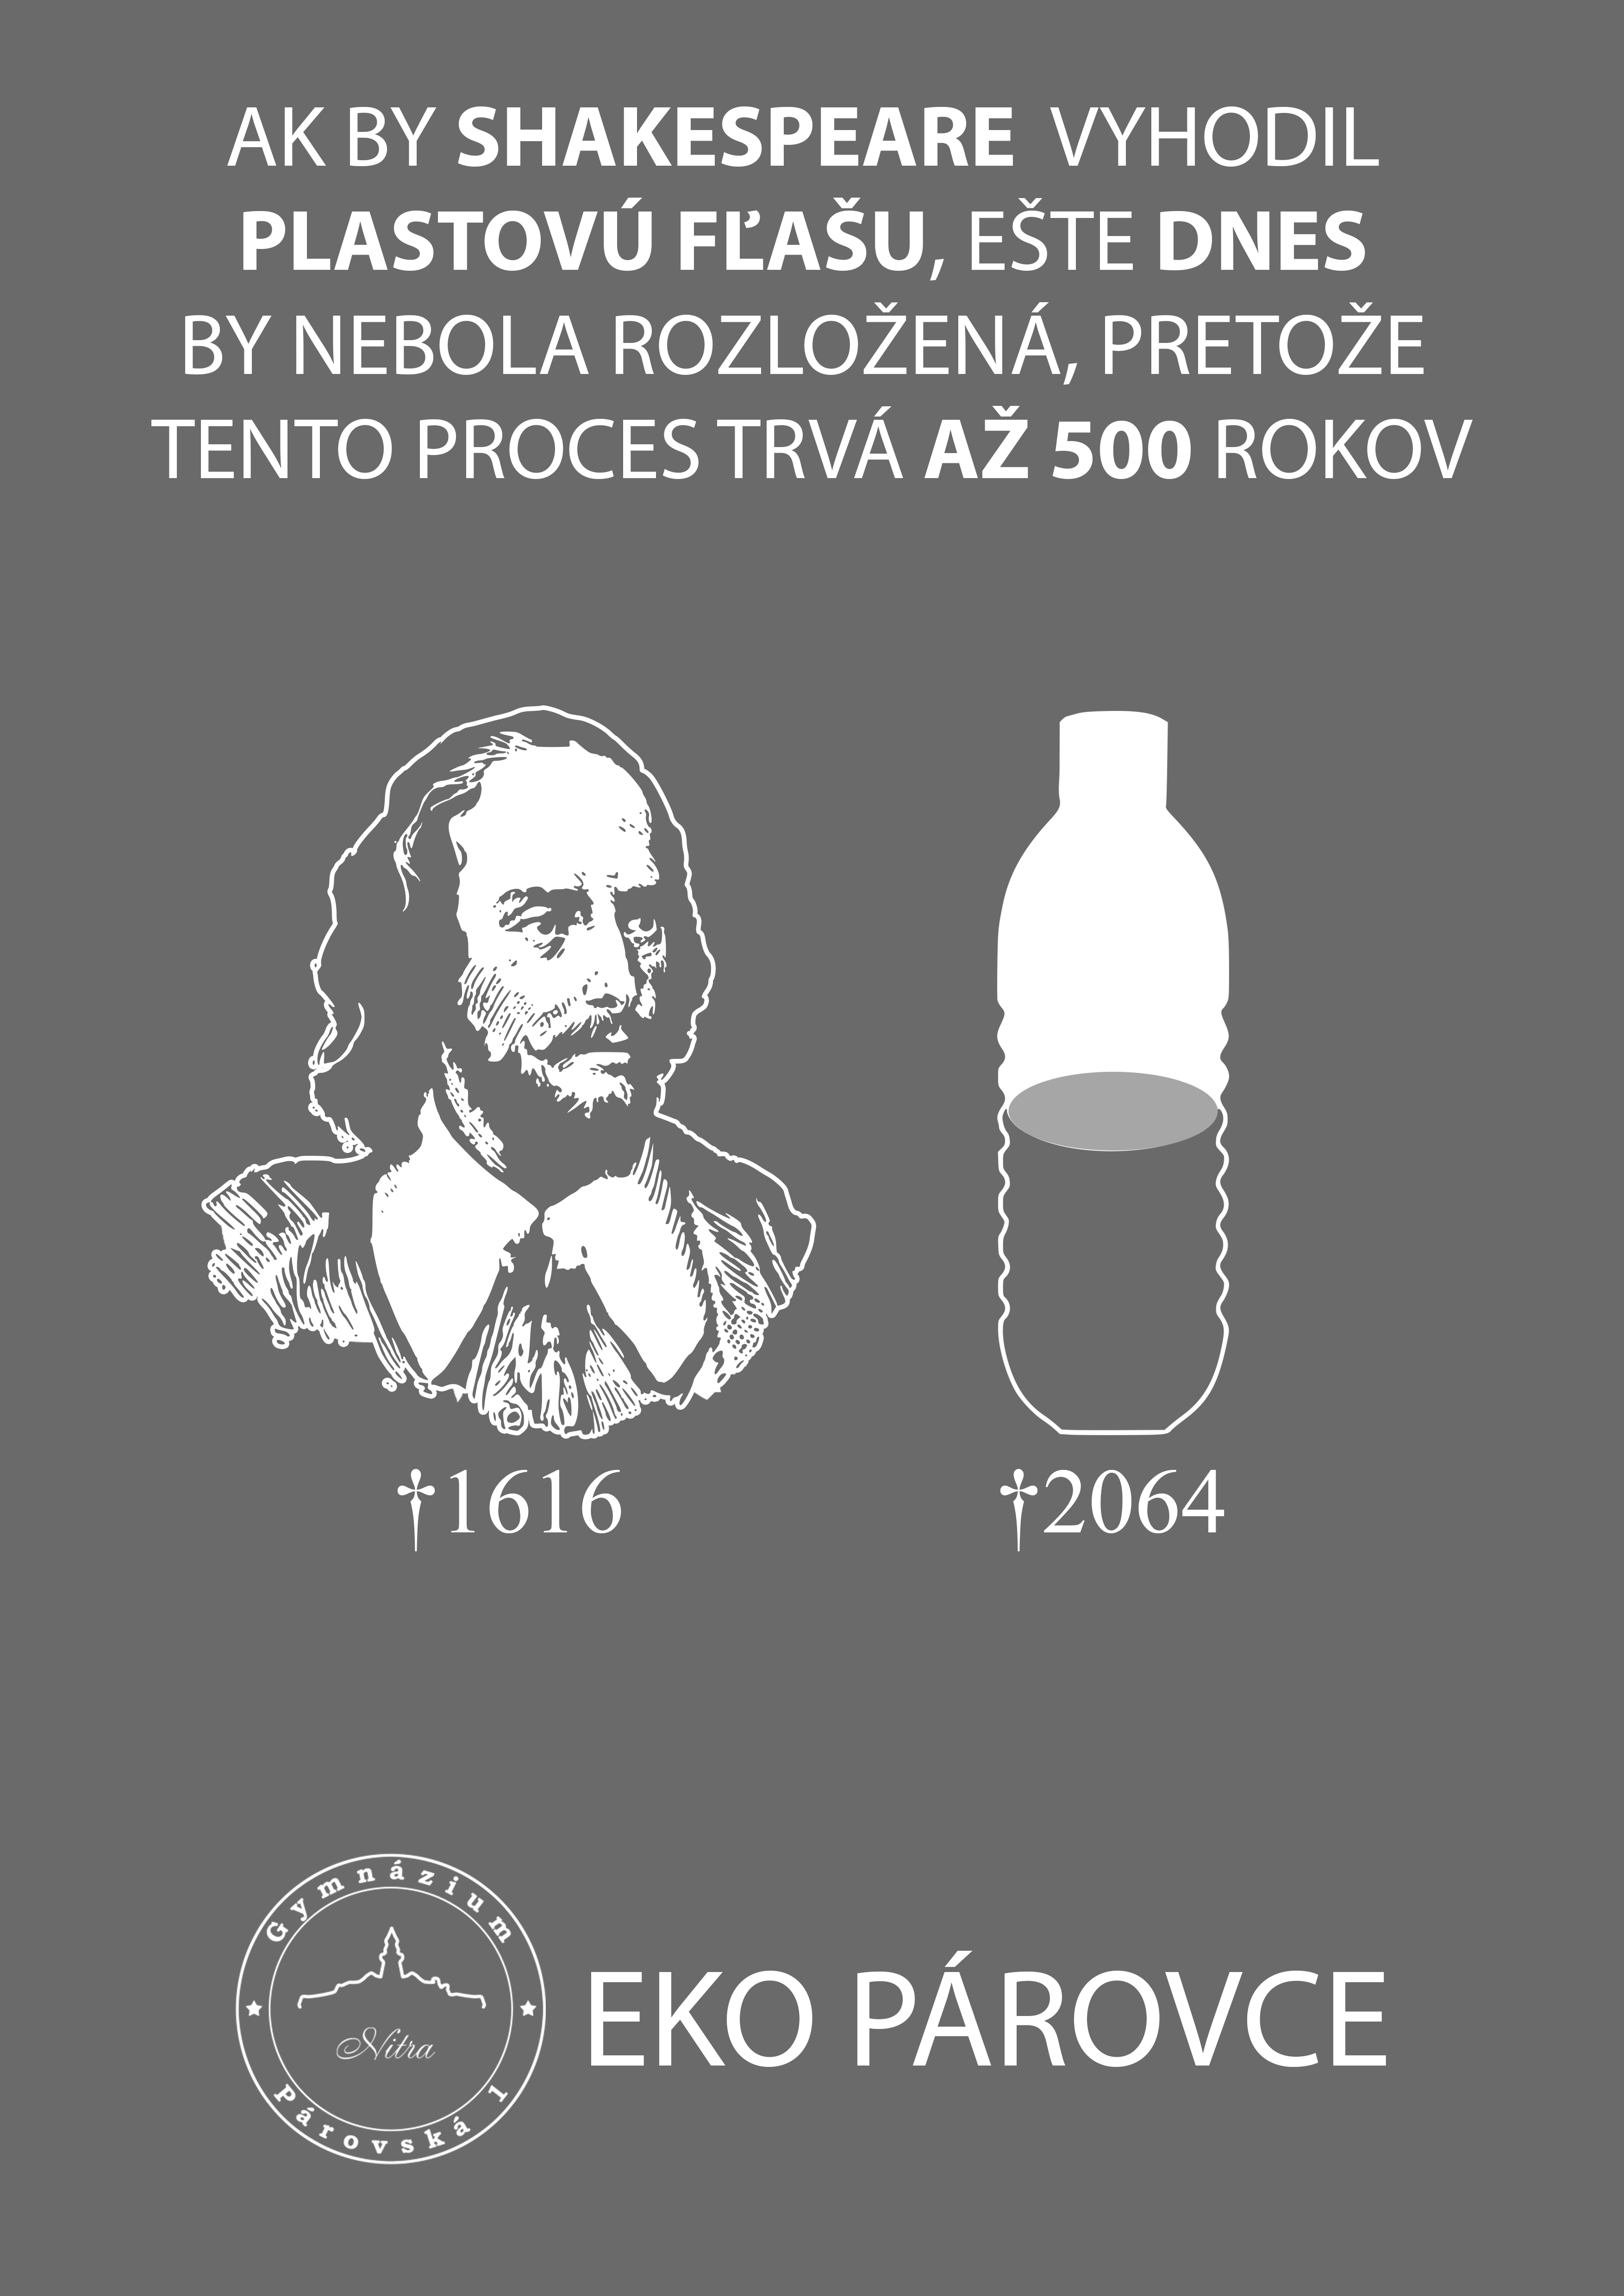 AK BY SHAKESPEARE VYHODIL
PLASTOVÚ FĽAŠU, EŠTE DNES
BY NEBOLA ROZLOŽENÁ, PRETOŽE
TENTO PROCES TRVÁ AŽ 500 ROKOV
†1616
†2064
Gymnázium
Nitra
Párovská 1
EKO PÁROVCE